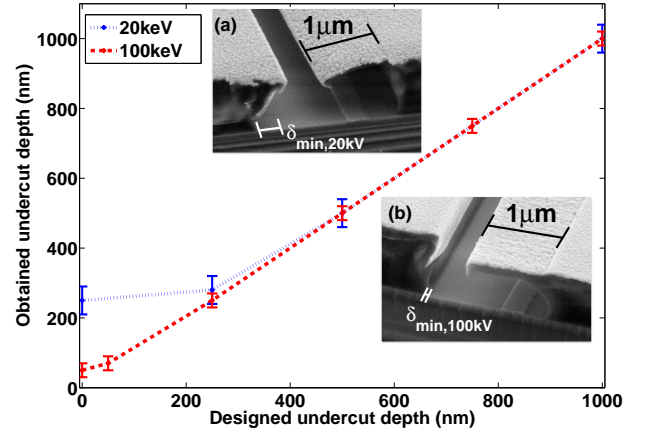 20keV
100keV
(a)
1μm
δmin,20kV
(b)
1μm
δmin,100kV
Obtained undercut depth (nm)
1000
800
600
400
200
0
0 200 400 600 800 1000
Designed undercut depth (nm)